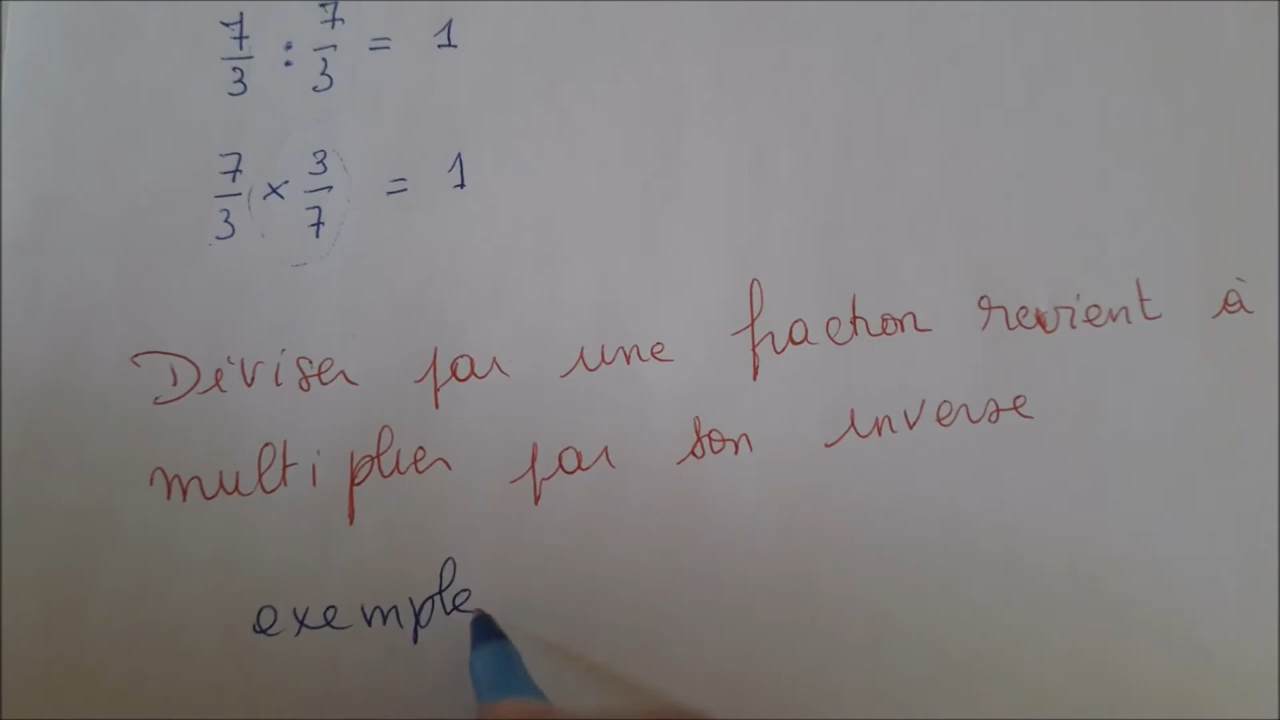 7/3 : 7/3 = 1
7/3 × 3/7 = 1
Diviser par une fraction revient à
multiplier par son inverse
exemple